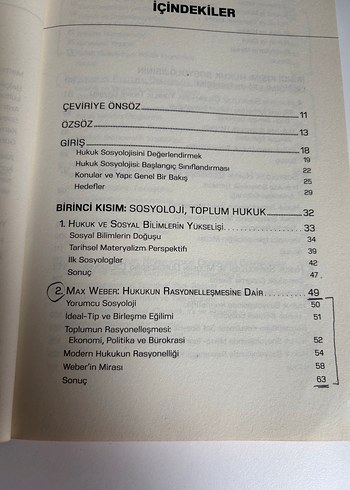 İÇİNDEKİLER
ÇEVİRİYE ÖNSÖZ 11
ÖZSÖZ 13
GİRİŞ 18
Hukuk Sosyolojisini Değerlendirmek 19
Hukuk Sosyolojisi: Başlangıç Sınıflandırması 22
Konular ve Yapı: Genel Bir Bakış 25
Hedefler 29
BİRİNCİ KISIM: SOSYOLOJİ, TOPLUM HUKUK 32
1. HUKUK VE SOSYAL BİLİMLERİN YÜKSELİŞİ 33
Sosyal Bilimlerin Doğuşu 34
Tarihsel Materyalizm Perspektifi 39
İlk Sosyologlar 42
Sonuç 47
2. MAX WEBER: HUKUKUN RASYONELLEŞMESİNE DAİR 49
Yorumcu Sosyoloji 50
İdeal-Tip ve Birleşme Eğilimi 51
Toplumun Rasyonelleşmesi:
Ekonomi, Politika ve Bürokrasi 52
Modern Hukukun Rasyonelliği 54
Weber'in Mirası 58
Sonuç 63